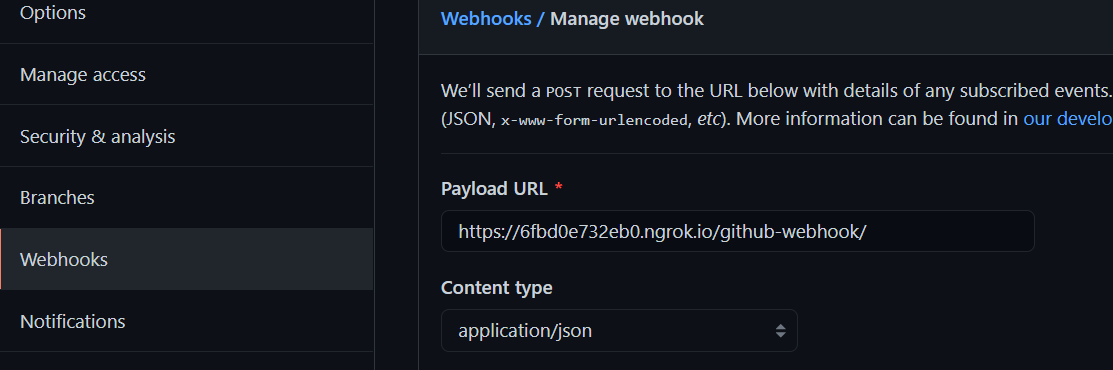 Options
Manage access
Security & analysis
Branches
Webhooks
Notifications
Webhooks / Manage webhook
We’ll send a POST request to the URL below with details of any subscribed events.
(JSON, x-www-form-urlencoded, etc). More information can be found in our develo
Payload URL *
https://6fbd0e732eb0.ngrok.io/github-webhook/
Content type
application/json